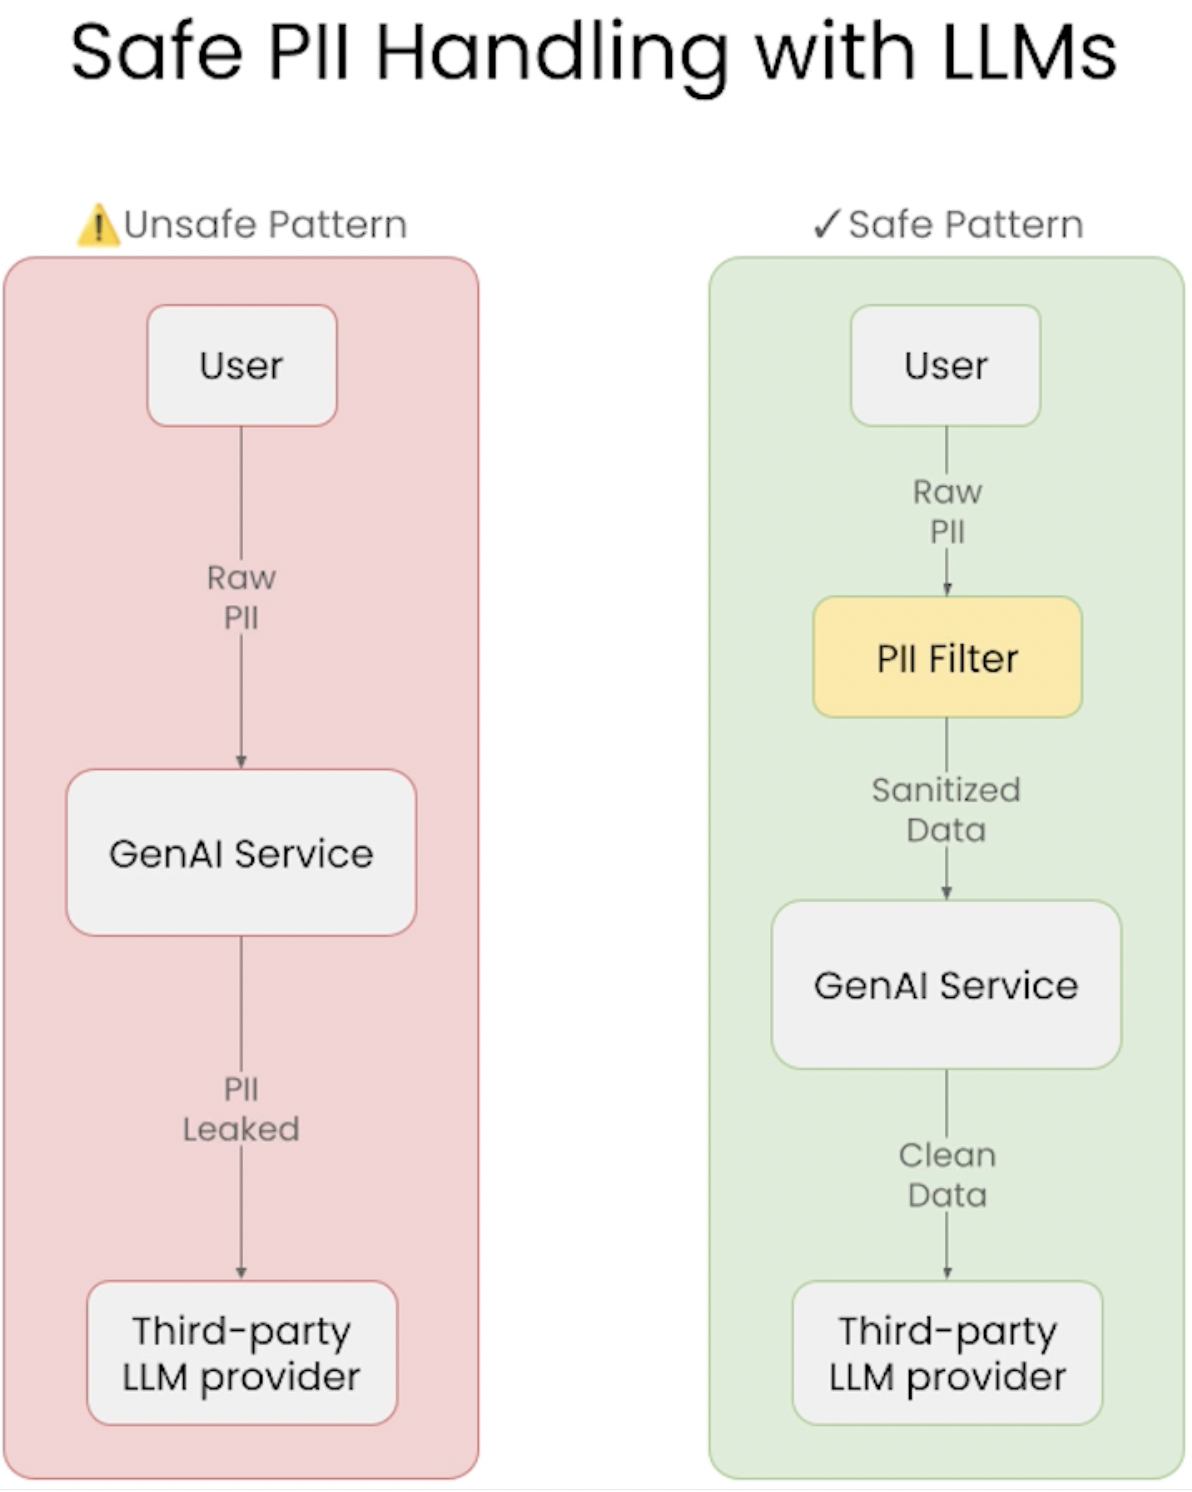 Safe PII Handling with LLMs
⚠️Unsafe Pattern
User
Raw
PII
GenAI Service
PII
Leaked
Third-party
LLM provider
✓Safe Pattern
User
Raw
PII
PII Filter
Sanitized
Data
GenAI Service
Clean
Data
Third-party
LLM provider